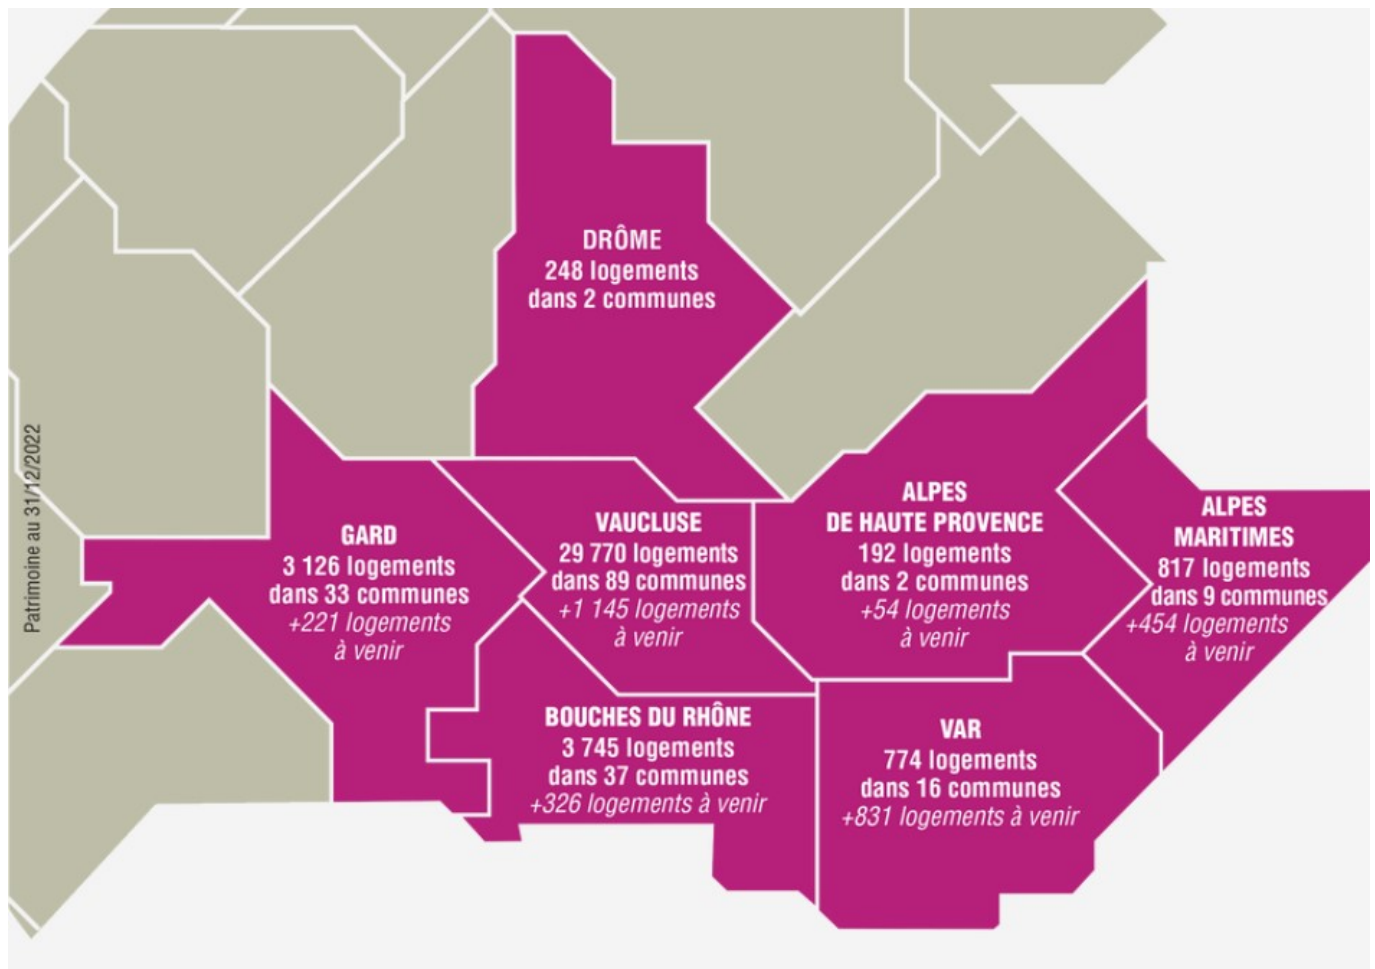 DRÔME
248 logements
dans 2 communes
GARD
3 126 logements
dans 33 communes
+221 logements
à venir
VAUCLUSE
29 770 logements
dans 89 communes
+1 145 logements
à venir
ALPES
DE HAUTE PROVENCE
192 logements
dans 2 communes
+54 logements
à venir
ALPES
MARITIMES
817 logements
dans 9 communes
+454 logements
à venir
BOUCHES DU RHÔNE
3 745 logements
dans 37 communes
+326 logements à venir
VAR
774 logements
dans 16 communes
+831 logements à venir
Patrimoine au 31/12/2022